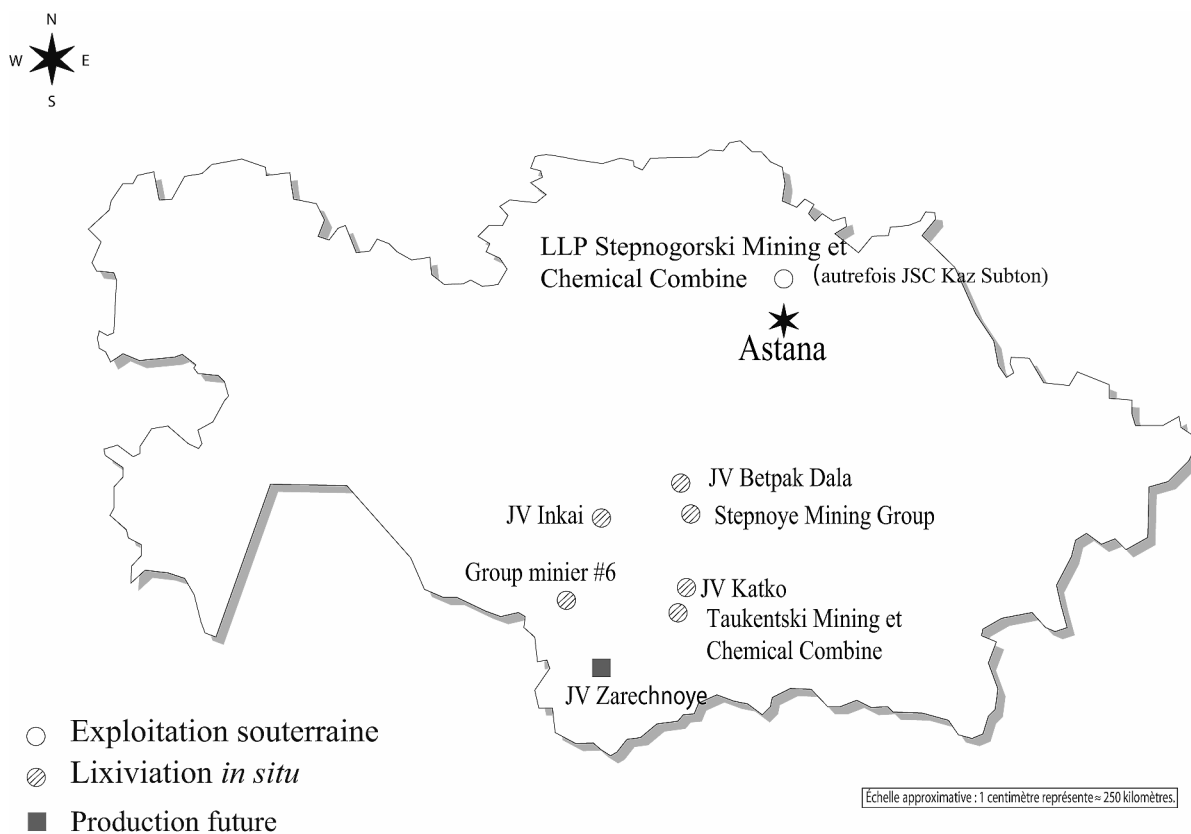 N
W E
S
LLP Stepnogorski Mining et
Chemical Combine
(autrefois JSC Kaz Subton)
Astana
JV Betpak Dala
JV Inkai
Stepnoye Mining Group
Group minier #6
JV Katko
Taukentski Mining et
Chemical Combine
JV Zarechnoye
Exploitation souterraine
Lixiviation in situ
Production future
Échelle approximative : 1 centimètre représente ≈ 250 kilomètres.